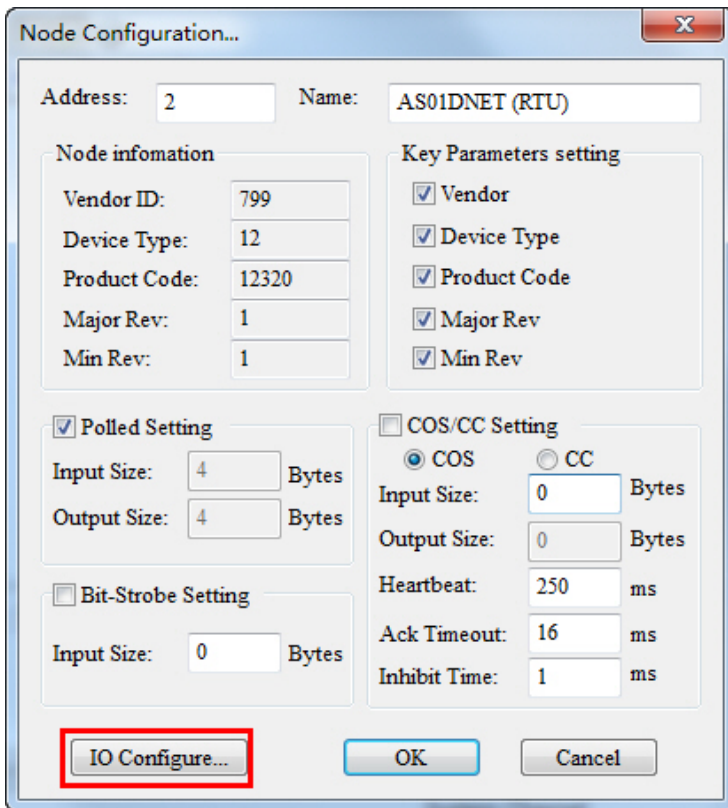 Node Configuration...
Address: 2 Name: AS01DNET (RTU)
Node infomation
Vendor ID: 799
Device Type: 12
Product Code: 12320
Major Rev: 1
Min Rev: 1
Key Parameters setting
Vendor
Device Type
Product Code
Major Rev
Min Rev
Polled Setting
Input Size: 4 Bytes
Output Size: 4 Bytes
Bit-Strobe Setting
Input Size: 0 Bytes
COS/CC Setting
COS CC
Input Size: 0 Bytes
Output Size: 0 Bytes
Heartbeat: 250 ms
Ack Timeout: 16 ms
Inhibit Time: 1 ms
IO Configure... OK Cancel